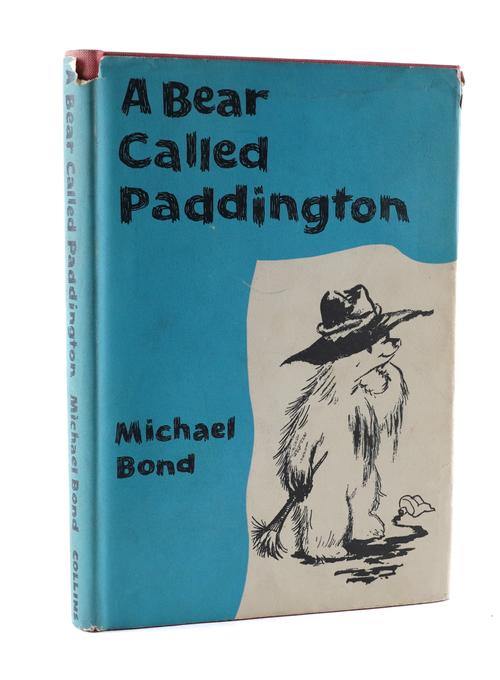 A Bear
Called
Paddington
Michael
Bond
A Bear Called Paddington Michael Bond COLLINS